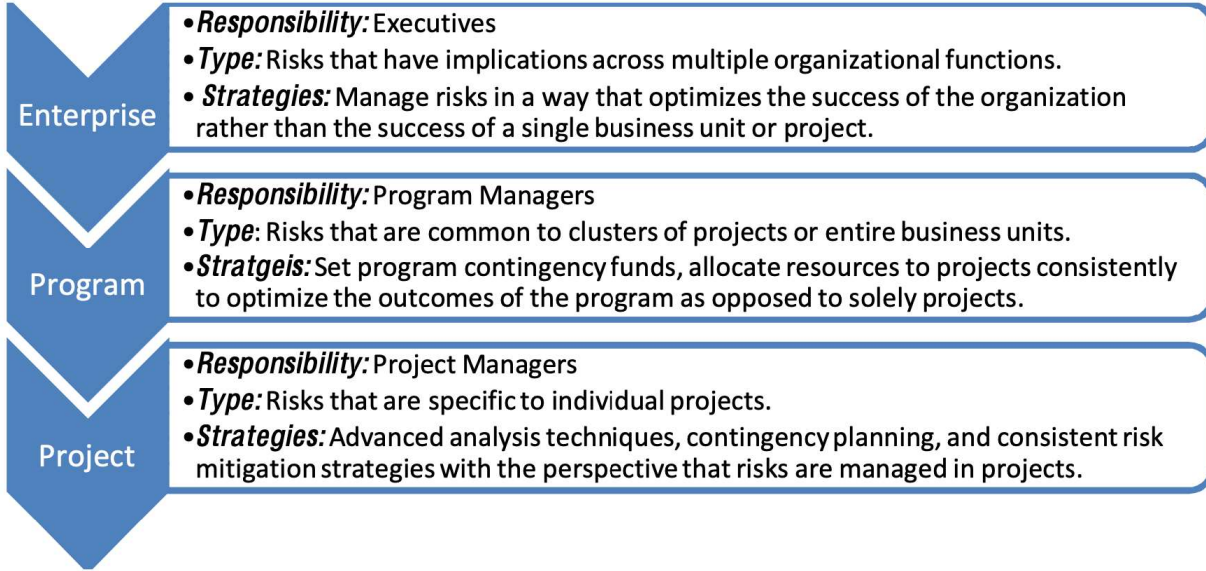 Enterprise
•Responsibility: Executives
•Type: Risks that have implications across multiple organizational functions.
• Strategies: Manage risks in a way that optimizes the success of the organization
rather than the success of a single business unit or project.
Program
•Responsibility: Program Managers
•Type: Risks that are common to clusters of projects or entire business units.
•Stratgeis: Set program contingency funds, allocate resources to projects consistently
to optimize the outcomes of the program as opposed to solely projects.
Project
•Responsibility: Project Managers
•Type: Risks that are specific to individual projects.
•Strategies: Advanced analysis techniques, contingency planning, and consistent risk
mitigation strategies with the perspective that risks are managed in projects.